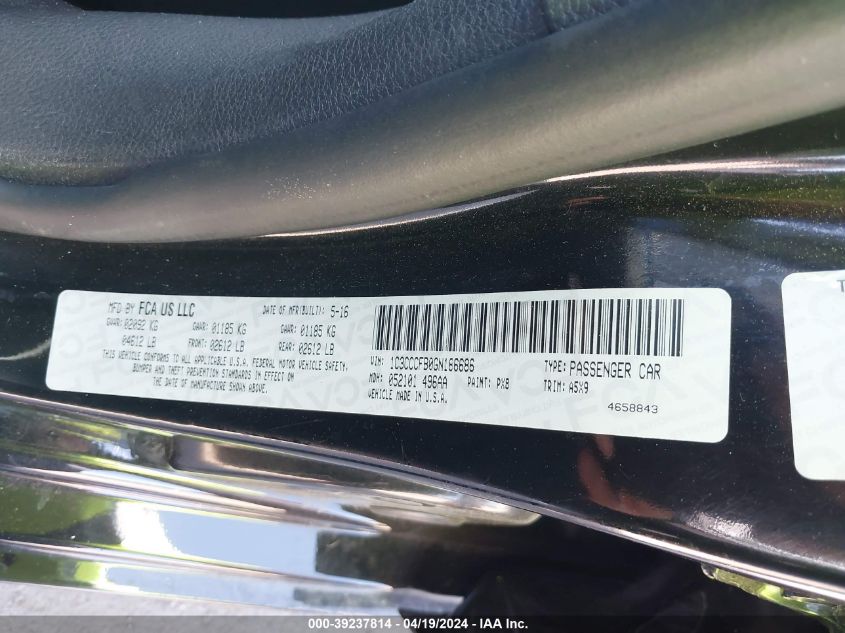 MFD BY FCA US LLC
DATE OF MFR(BUILT): 5-16
GVWR: 02092 KG GAWR: 01185 KG GAWR: 01185 KG
04612 LB FRONT: 02612 LB REAR: 02612 LB
THIS VEHICLE COMPLIES TO APPLICABLE U.S.A. FEDERAL MOTOR VEHICLE SAFETY,
BUMPER AND THEFT PREVENTION STANDARDS IN EFFECT ON
THE DATE OF MANUFACTURE SHOWN ABOVE.
VIN: 1C3CCCFB0GN166686 TYPE: PASSENGER CAR
MDH: 052101 496AA PAINT: PX8 TRIM: A5X9
VEHICLE MADE IN U.S.A.
4658843
T
000-39237814 - 04/19/2024 - IAA Inc.